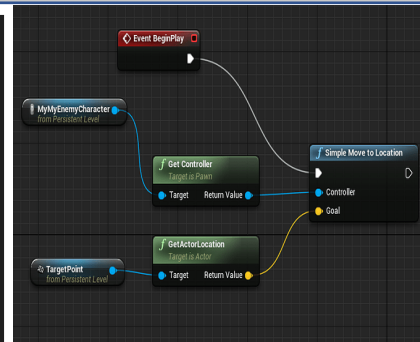 Event BeginPlay
MyMyEnemyCharacter
from Persistent Level
Simple Move to Location
Get Controller
Target is Pawn
Target Return Value
Controller
Goal
GetActorLocation
Target is Actor
TargetPoint
from Persistent Level
Target Return Value